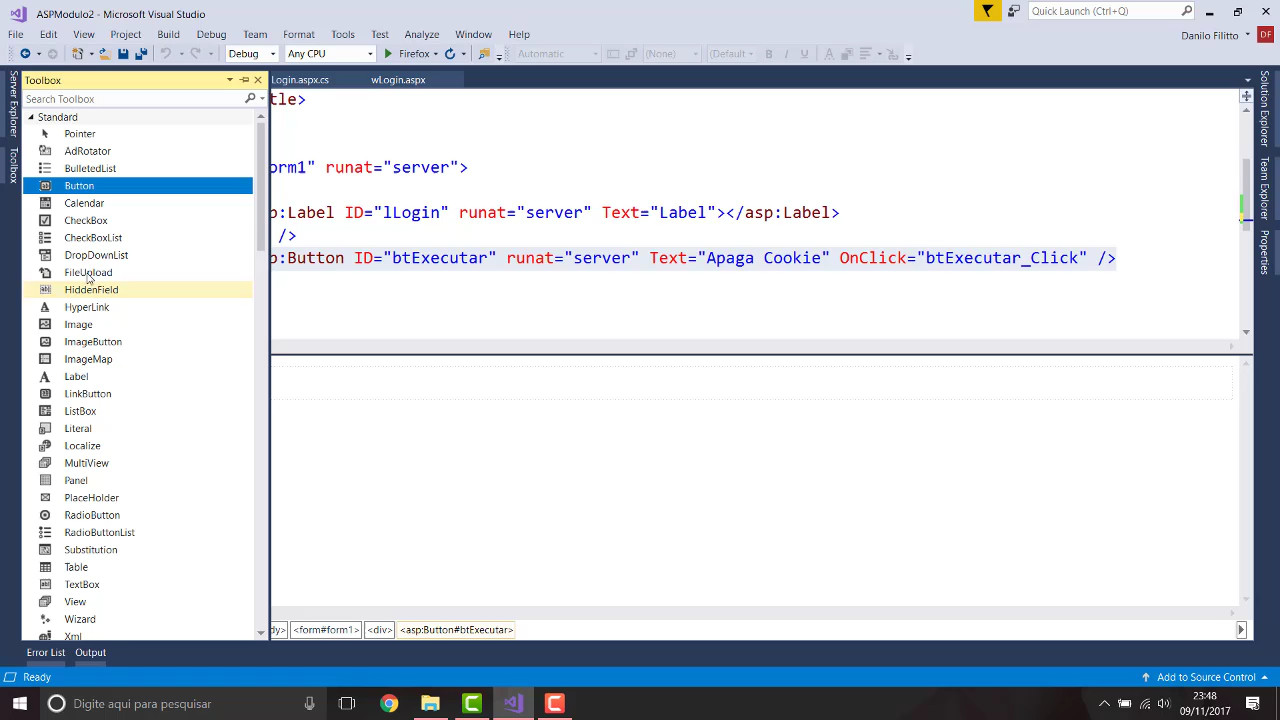 ASPModulo2 - Microsoft Visual Studio
Quick Launch (Ctrl+Q)
File Edit View Project Build Debug Team Format Tools Test Analyze Window Help
Danilo Filitto
DF
Debug Any CPU Firefox Automatic (None) (Default B I U A
Toolbox
Login.aspx.cs wLogin.aspx
Search Toolbox
Server Explorer
Toolbox
Standard
Pointer
AdRotator
BulletedList
Button
Calendar
CheckBox
CheckBoxList
DropDownList
FileUpload
HiddenField
HyperLink
Image
ImageButton
ImageMap
Label
LinkButton
ListBox
Literal
Localize
MultiView
Panel
PlaceHolder
RadioButton
RadioButtonList
Substitution
Table
TextBox
View
Wizard
Xml
tle>
orm1" runat="server">
p:Label ID="lLogin" runat="server" Text="Label"></asp:Label>
/>
p:Button ID="btExecutar" runat="server" Text="Apaga Cookie" OnClick="btExecutar_Click" />
Solution Explorer
Team Explorer
Properties
dy> <form#form1> <div> <asp:Button#btExecutar>
Error List Output
Ready
Add to Source Control
Digite aqui para pesquisar
23:48
09/11/2017